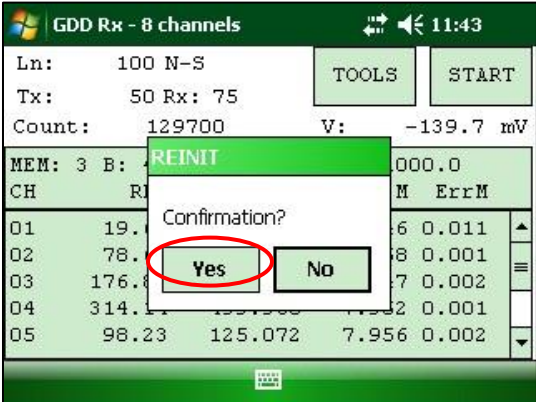 GDD Rx - 8 channels 11:43
Ln: 100 N-S
TOOLS START
Tx: 50 Rx: 75
Count: 129700 V: -139.7 mV
MEM: 3 B: 000.0
REINIT
CH M ErrM
Confirmation?
01 19. 6 0.011
02 78. 8 0.001
Yes No
03 176. 7 0.002
04 314. 0.001
05 98.23 125.072 7.956 0.002